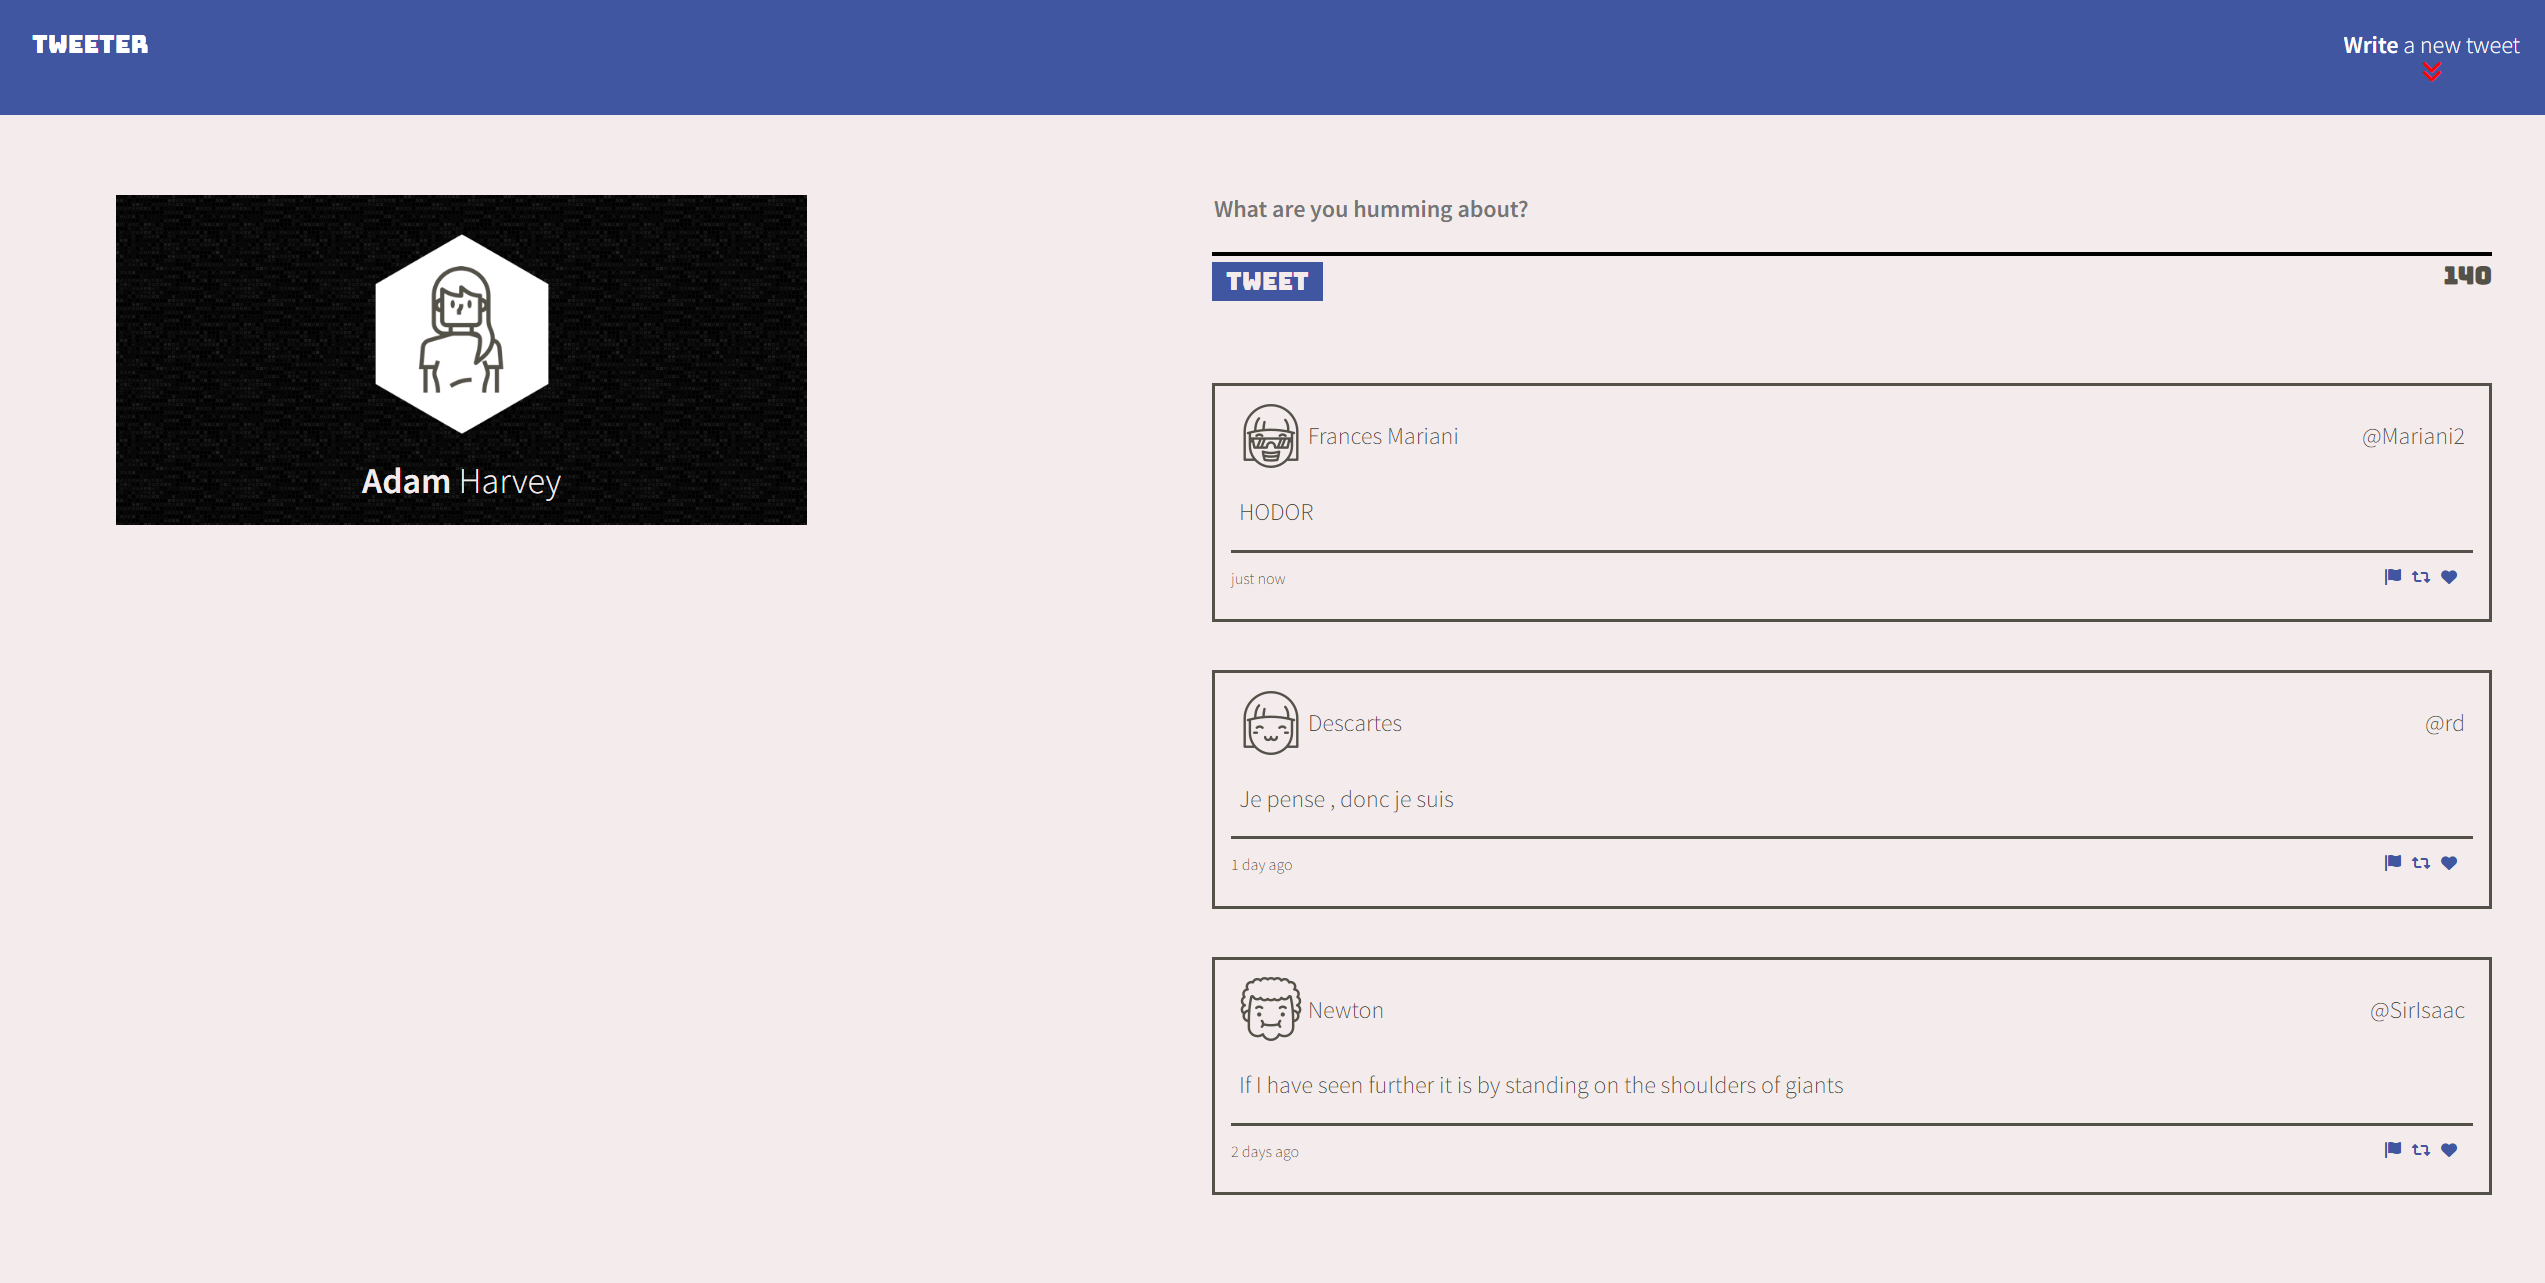 TWEETER
Write a new tweet
Adam Harvey
What are you humming about?
TWEET
140
Frances Mariani
@Mariani2
HODOR
just now
Descartes
@rd
Je pense , donc je suis
1 day ago
Newton
@SirIsaac
If I have seen further it is by standing on the shoulders of giants
2 days ago